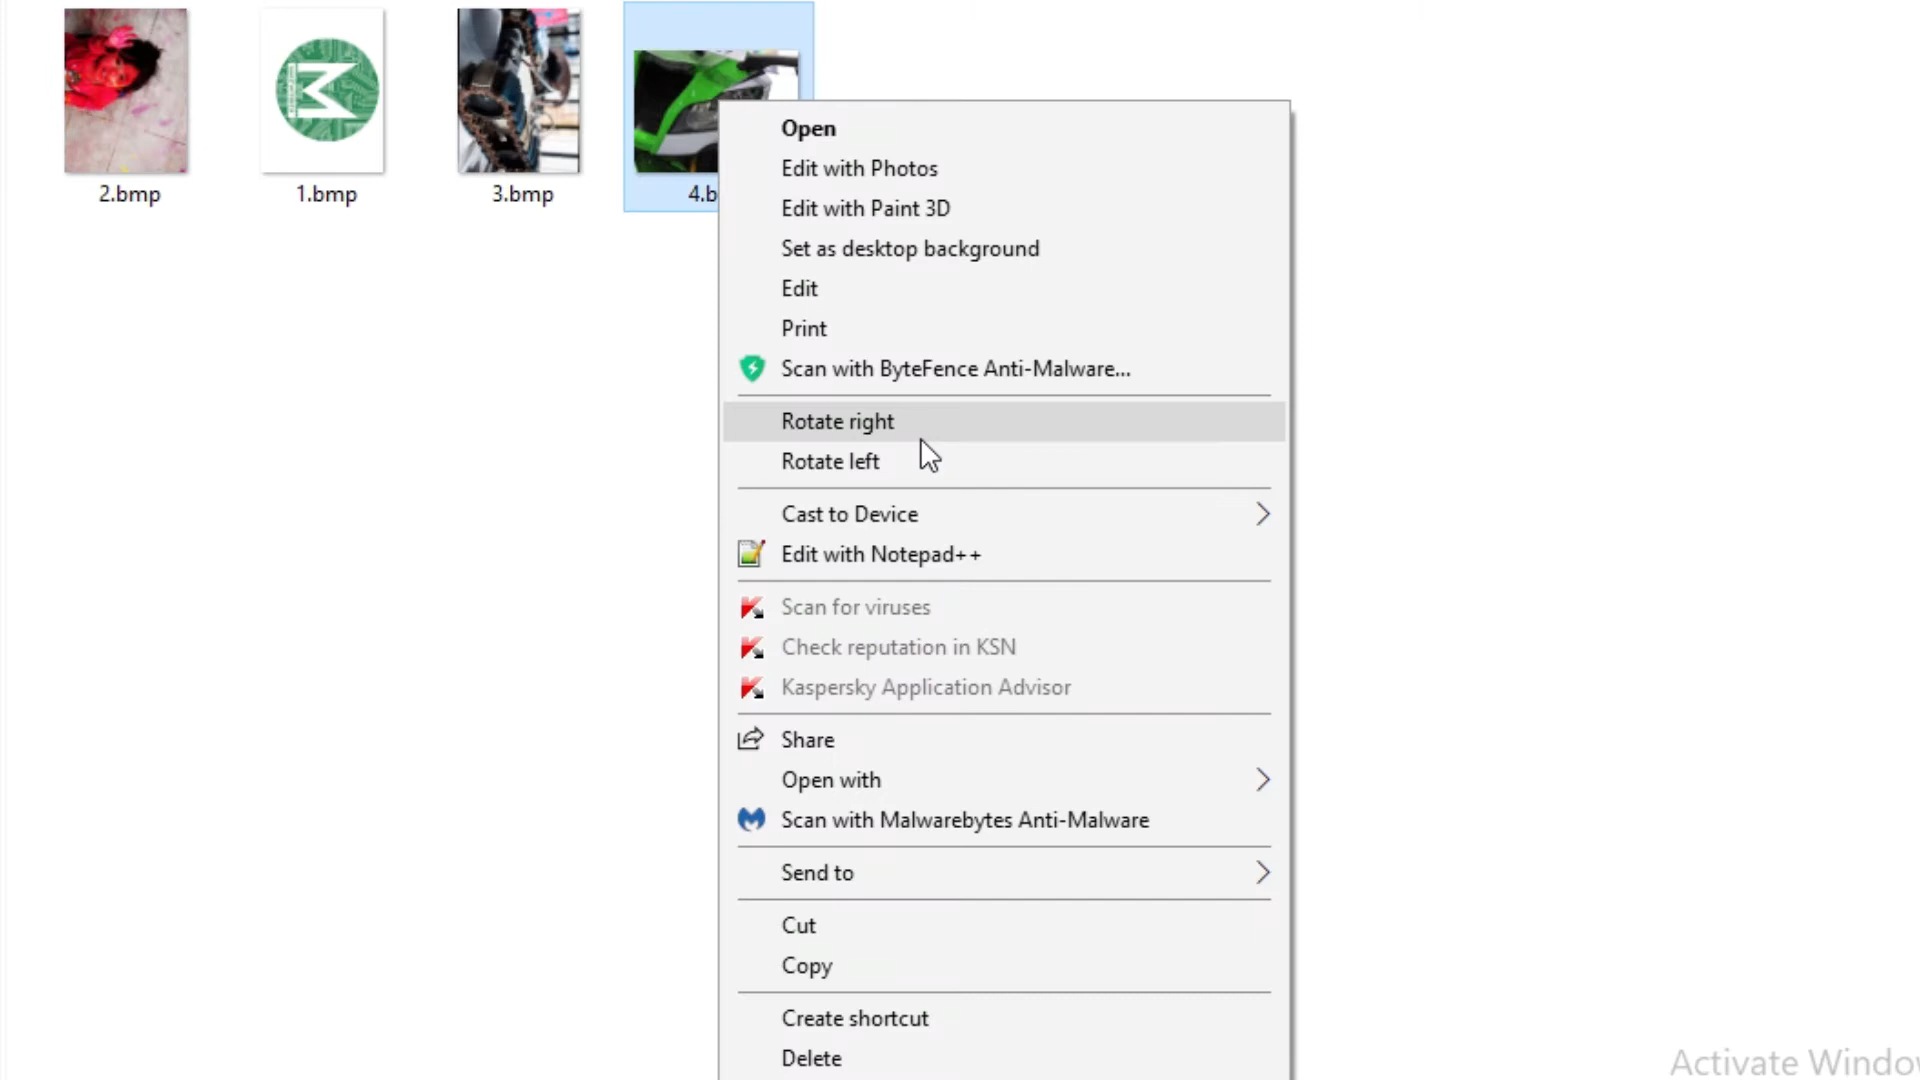 2.bmp
1.bmp
3.bmp
4.b
Open
Edit with Photos
Edit with Paint 3D
Set as desktop background
Edit
Print
Scan with ByteFence Anti-Malware...
Rotate right
Rotate left
Cast to Device
Edit with Notepad++
Scan for viruses
Check reputation in KSN
Kaspersky Application Advisor
Share
Open with
Scan with Malwarebytes Anti-Malware
Send to
Cut
Copy
Create shortcut
Delete
Activate Window